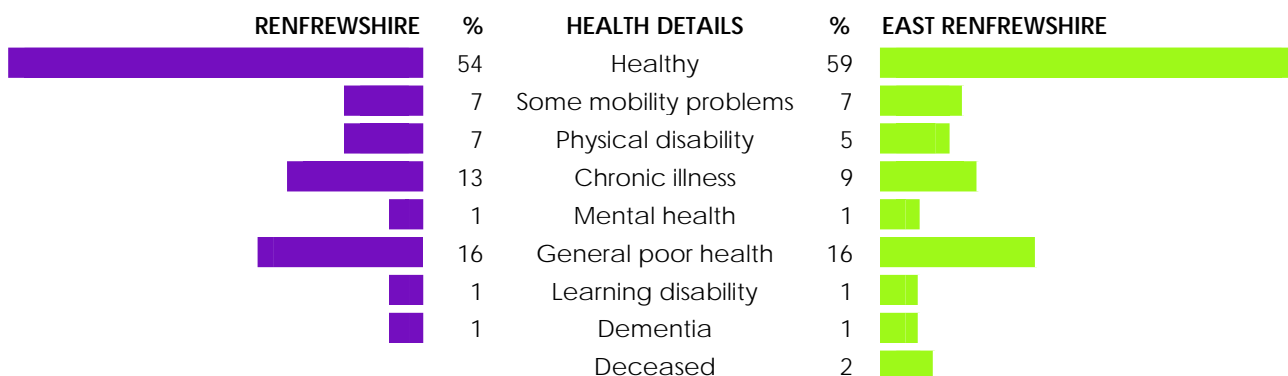 RENFREWSHIRE % HEALTH DETAILS % EAST RENFREWSHIRE
54 Healthy 59
7 Some mobility problems 7
7 Physical disability 5
13 Chronic illness 9
1 Mental health 1
16 General poor health 16
1 Learning disability 1
1 Dementia 1
Deceased 2